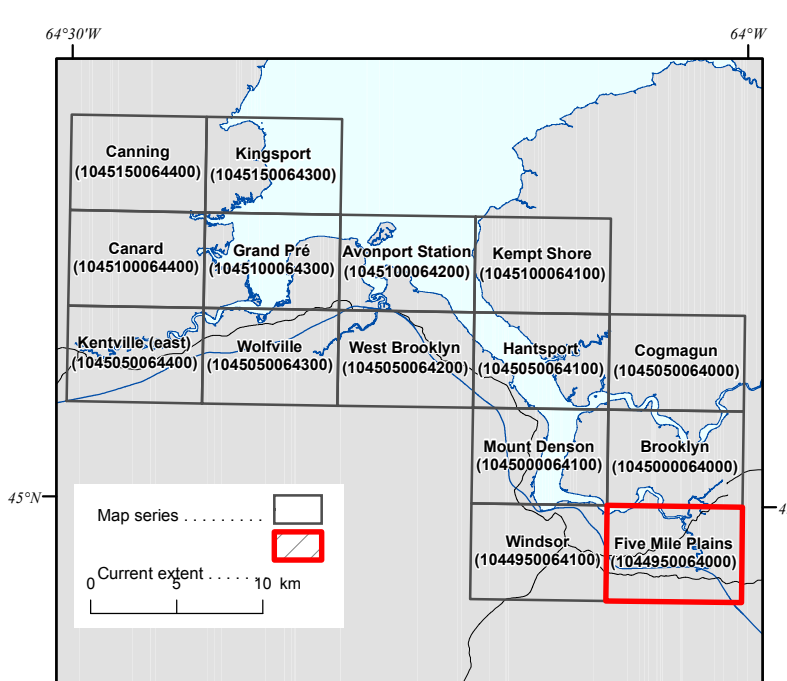 64°30'W
64°W
Canning
(1045150064400)
Kingsport
(1045150064300)
Canard
(1045100064400)
Grand Pré
(1045100064300)
Avonport Station
(1045100064200)
Kempt Shore
(1045100064100)
Kentville (east)
(1045050064400)
Wolfville
(1045050064300)
West Brooklyn
(1045050064200)
Hantsport
(1045050064100)
Cogmagun
(1045050064000)
Mount Denson
(1045000064100)
Brooklyn
(1045000064000)
45°N
4
Windsor
(1044950064100)
Five Mile Plains
(1044950064000)
Map series . . . . . . . . .
Current extent . . . . . .
0 5 10 km